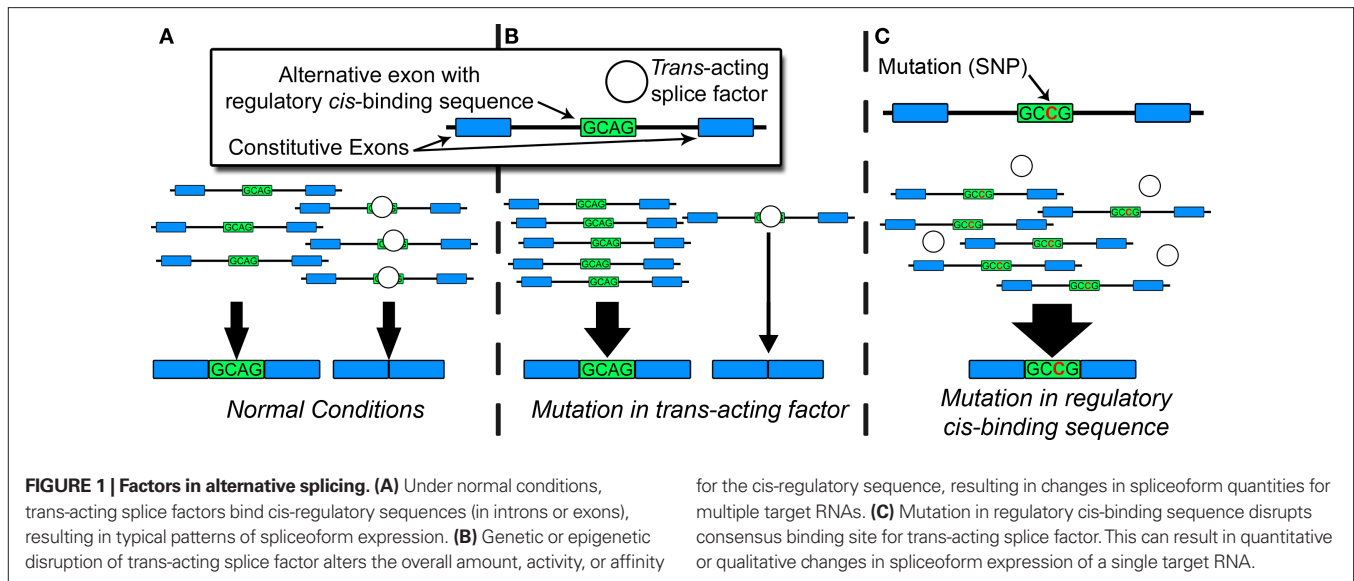 A
B
C
Alternative exon with
regulatory cis-binding sequence
Trans-acting
splice factor
GCAG
Constitutive Exons
Mutation (SNP)
GCCG
GCAG
GCAG
GCAG
GCAG
GCAG
GCAG
GCAG
GCAG
GCCG
GCCG
GCCG
GCCG
GCCG
GCCG
GCAG
GCAG
GCCG
Normal Conditions
Mutation in trans-acting factor
Mutation in regulatory
cis-binding sequence
FIGURE 1 | Factors in alternative splicing. (A) Under normal conditions,
trans-acting splice factors bind cis-regulatory sequences (in introns or exons),
resulting in typical patterns of spliceoform expression. (B) Genetic or epigenetic
disruption of trans-acting splice factor alters the overall amount, activity, or affinity
for the cis-regulatory sequence, resulting in changes in spliceoform quantities for
multiple target RNAs. (C) Mutation in regulatory cis-binding sequence disrupts
consensus binding site for trans-acting splice factor. This can result in quantitative
or qualitative changes in spliceoform expression of a single target RNA.